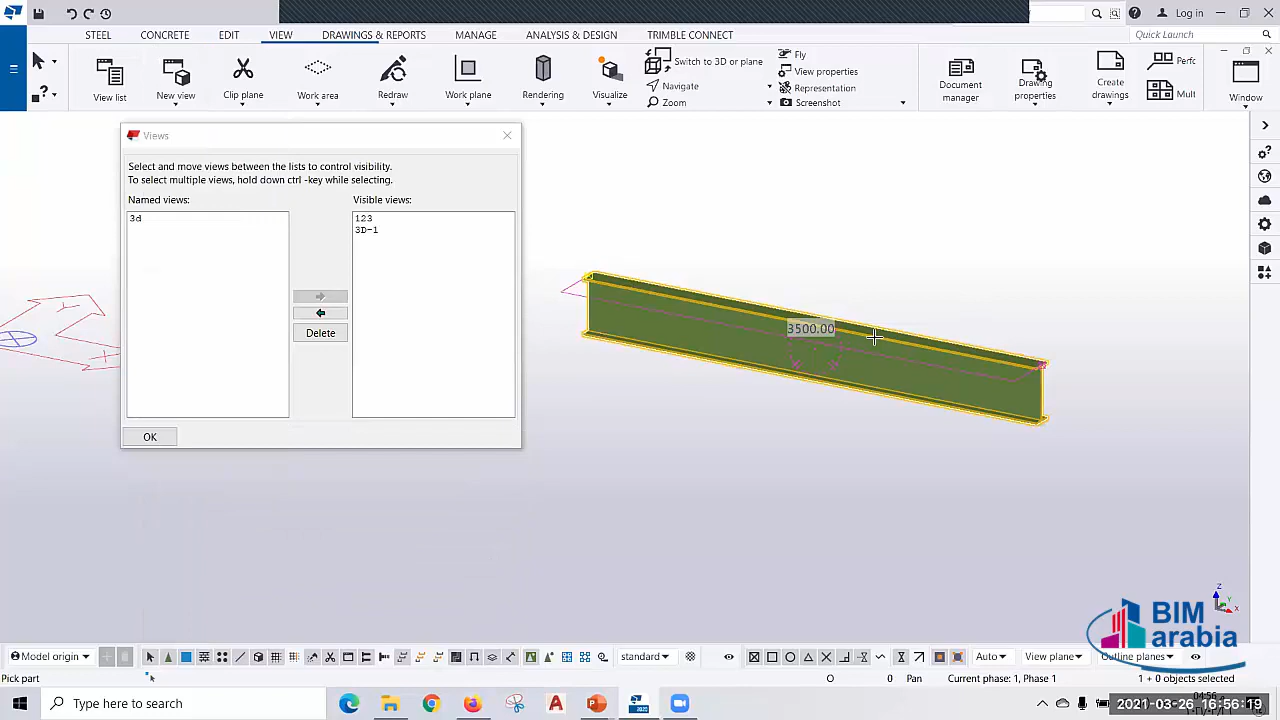 Log in
STEEL CONCRETE EDIT VIEW DRAWINGS & REPORTS MANAGE ANALYSIS & DESIGN TRIMBLE CONNECT
Quick Launch
View list
New view
Clip plane
Work area
Redraw
Work plane
Rendering
Visualize
Switch to 3D or plane
Navigate
Zoom
Fly
View properties
Representation
Screenshot
Document
manager
Drawing
properties
Create
drawings
Perfc
Mult
Window
Views
Select and move views between the lists to control visibility.
To select multiple views, hold down ctrl -key while selecting.
Named views:
Visible views:
3d
123
3D-1
Delete
OK
3500.00
Z
Y
X
BIM
arabia
Model origin
standard
Auto
View plane
Outline planes
Pick part
O
0
Pan
Current phase: 1, Phase 1
1 + 0 objects selected
Type here to search
04:56
2021-03-26 16:56:19